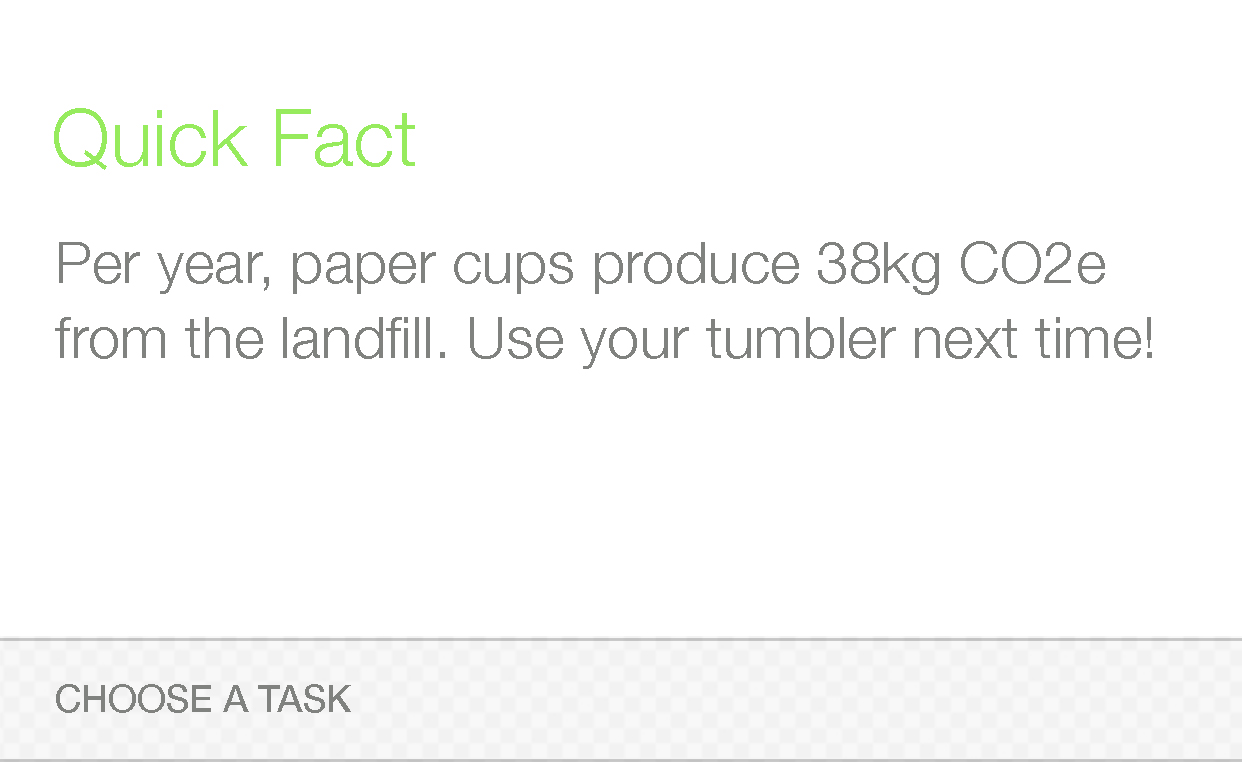 Quick Fact
Per year, paper cups produce 38kg CO2e
from the landfill. Use your tumbler next time!
CHOOSE A TASK